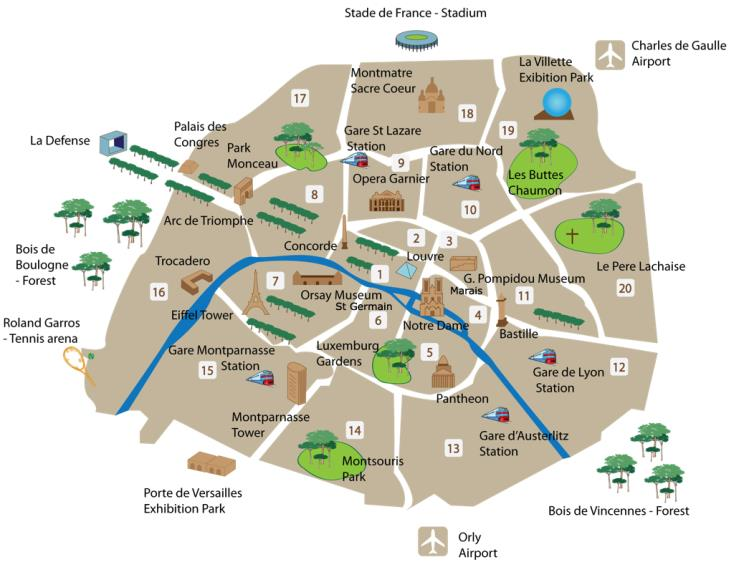 Stade de France - Stadium
Charles de Gaulle
Airport
La Villette
Exibition Park
Montmatre
Sacre Coeur
17
18
19
La Defense
Palais des
Congres
Park
Monceau
Gare St Lazare
Station
9
Gare du Nord
Station
Opera Garnier
Les Buttes
Chaumon
8
10
Arc de Triomphe
Concorde
2
3
Louvre
Bois de
Boulogne
- Forest
Trocadero
16
7
1
G. Pompidou Museum
Marais
Le Pere Lachaise
20
Orsay Museum
St Germain
11
Eiffel Tower
6
Notre Dame
4
Bastille
Roland Garros
- Tennis arena
Gare Montparnasse
Station
15
Luxemburg
Gardens
5
Gare de Lyon
Station
12
Pantheon
Montparnasse
Tower
14
13
Gare d'Austerlitz
Station
Montsouris
Park
Porte de Versailles
Exhibition Park
Bois de Vincennes - Forest
Orly
Airport